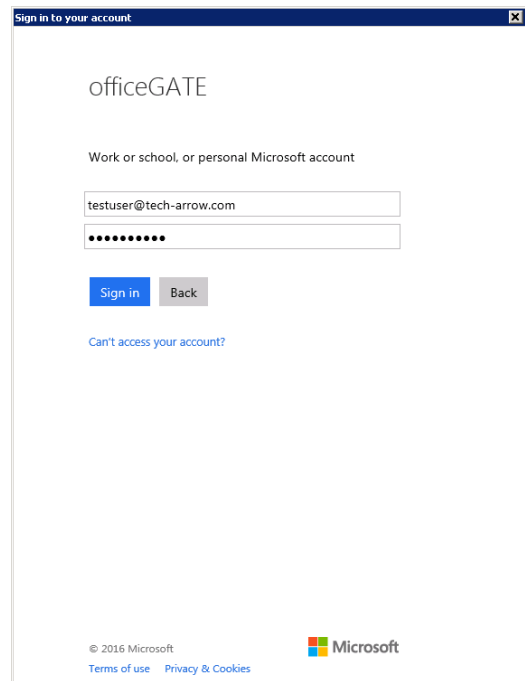 Sign in to your account
officeGATE
Work or school, or personal Microsoft account
testuser@tech-arrow.com
●●●●●●●●●●
Sign in Back
Can't access your account?
© 2016 Microsoft
Microsoft
Terms of use Privacy & Cookies